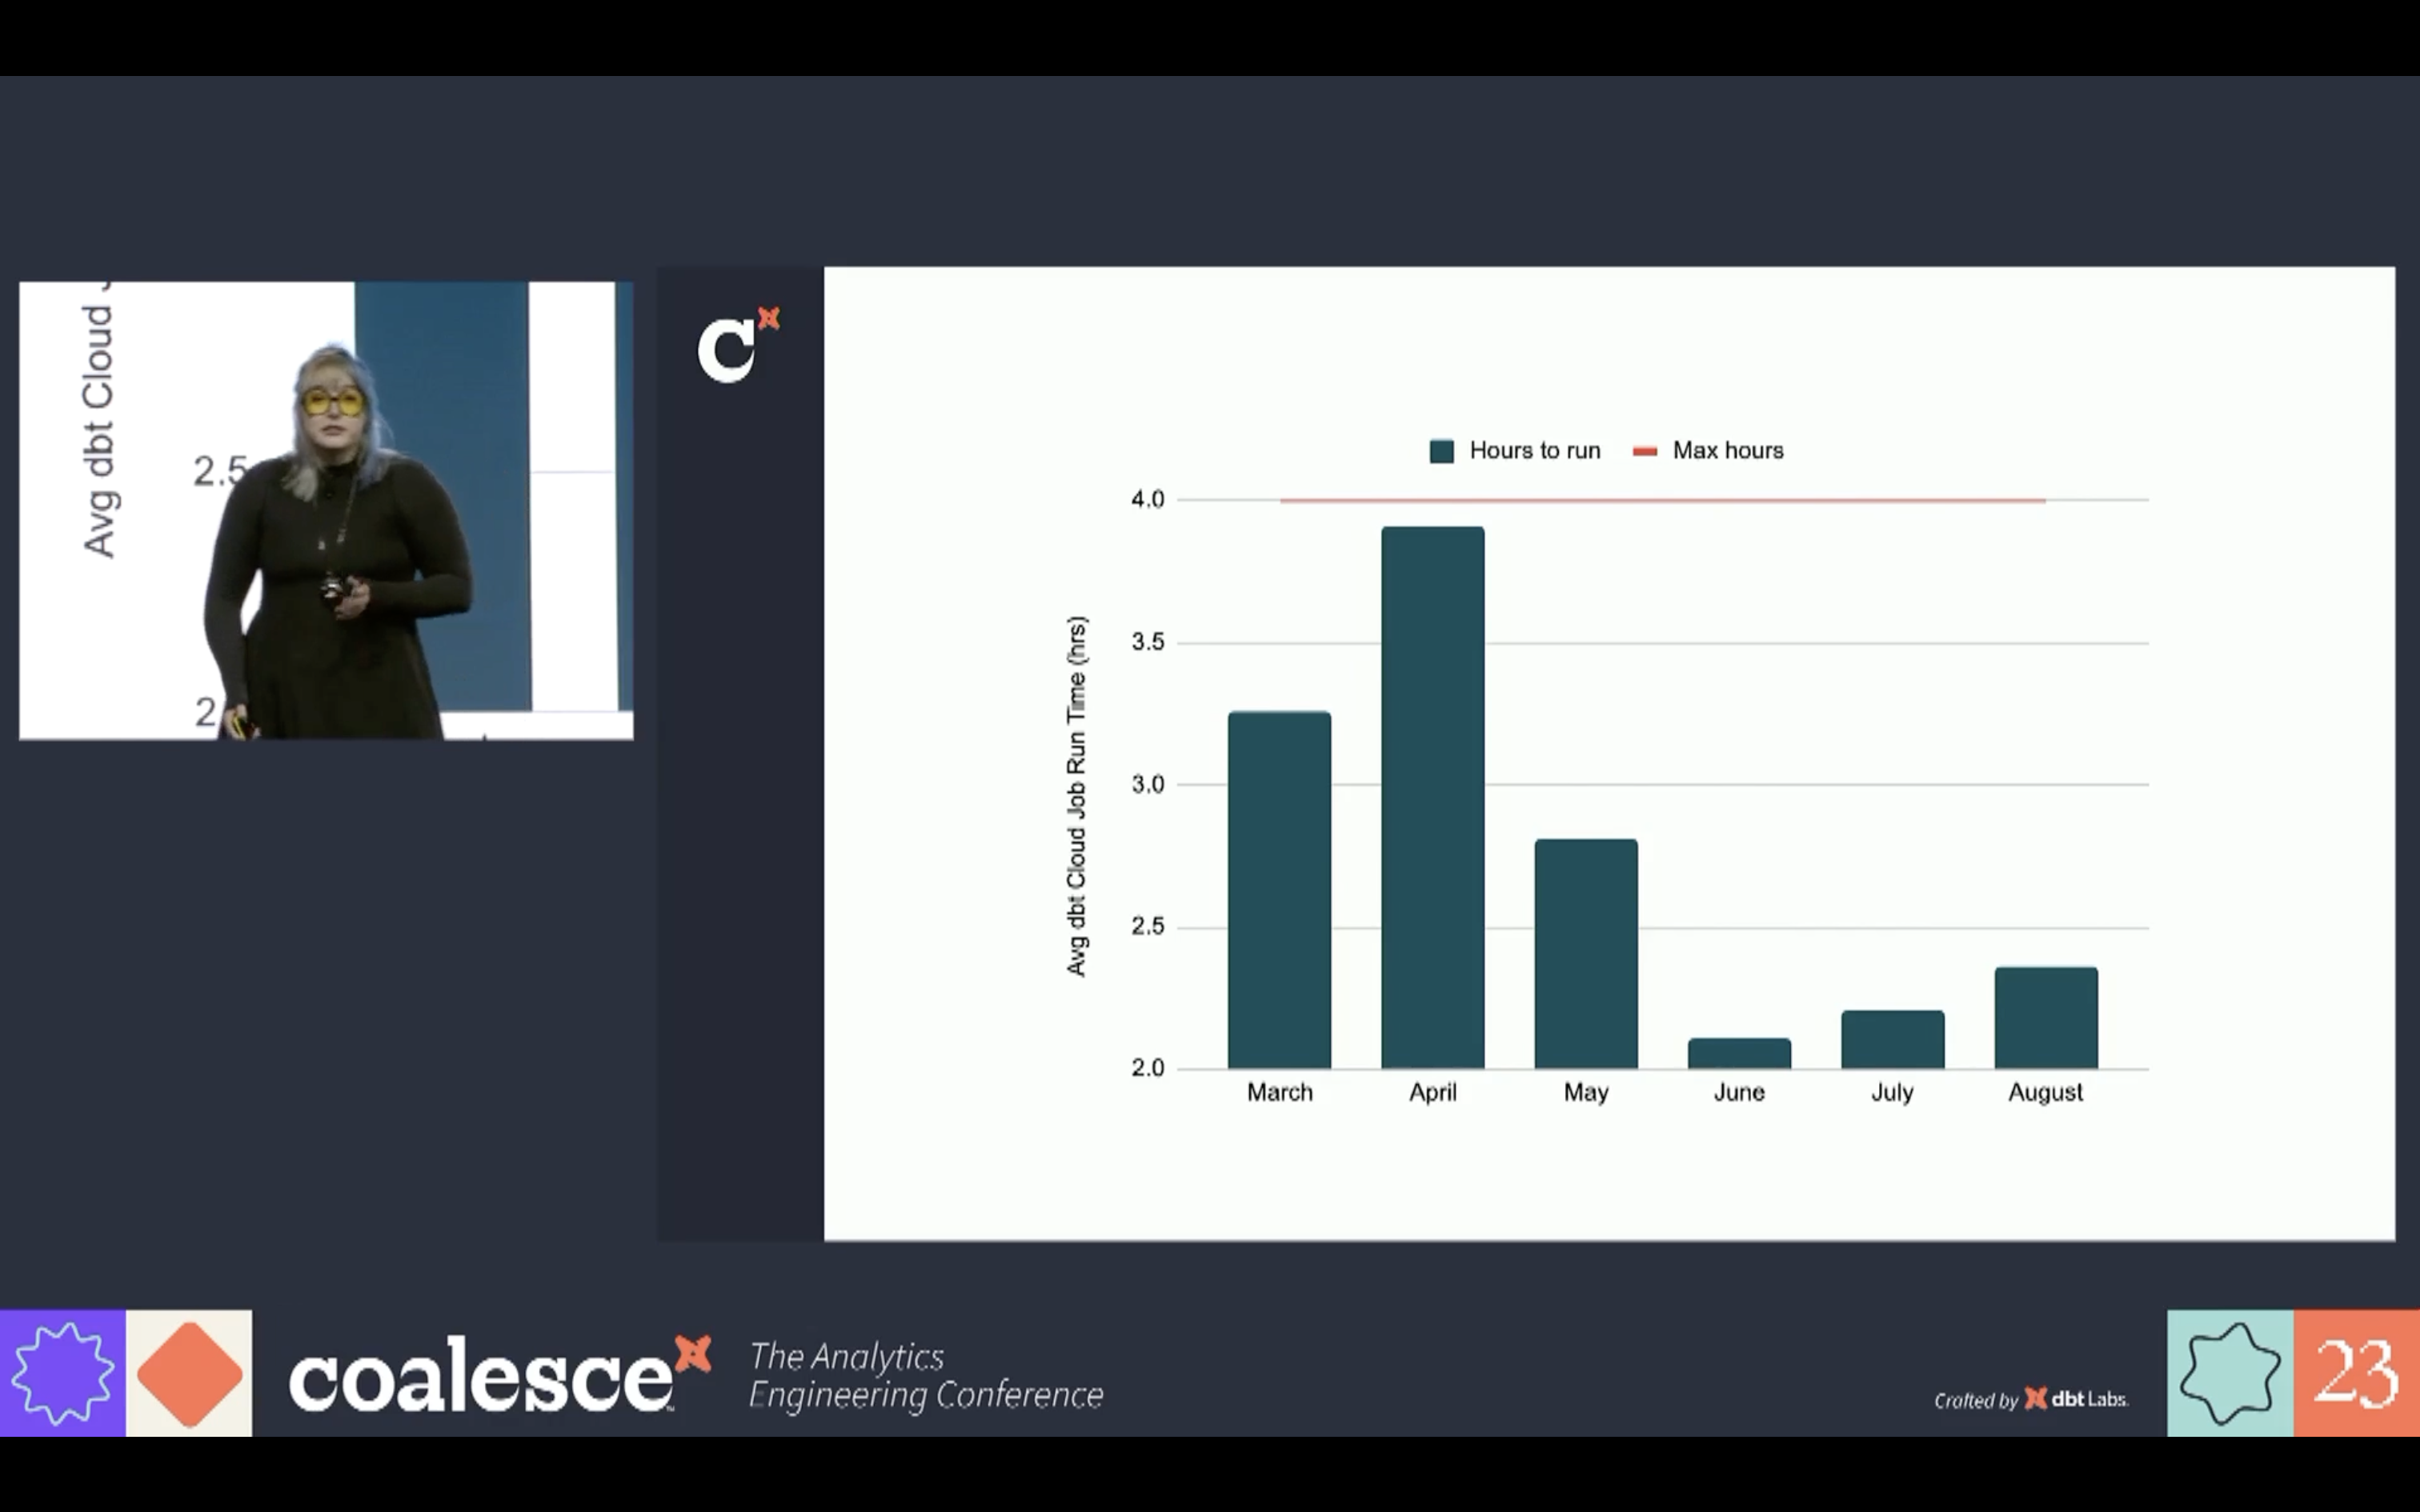 Avg dbt Cloud J
2.5
2
C
Hours to run
Max hours
4.0
3.5
3.0
2.5
2.0
Avg dbt Cloud Job Run Time (hrs)
March
April
May
June
July
August
coalesce
The Analytics
Engineering Conference
Crafted by dbt Labs.
23